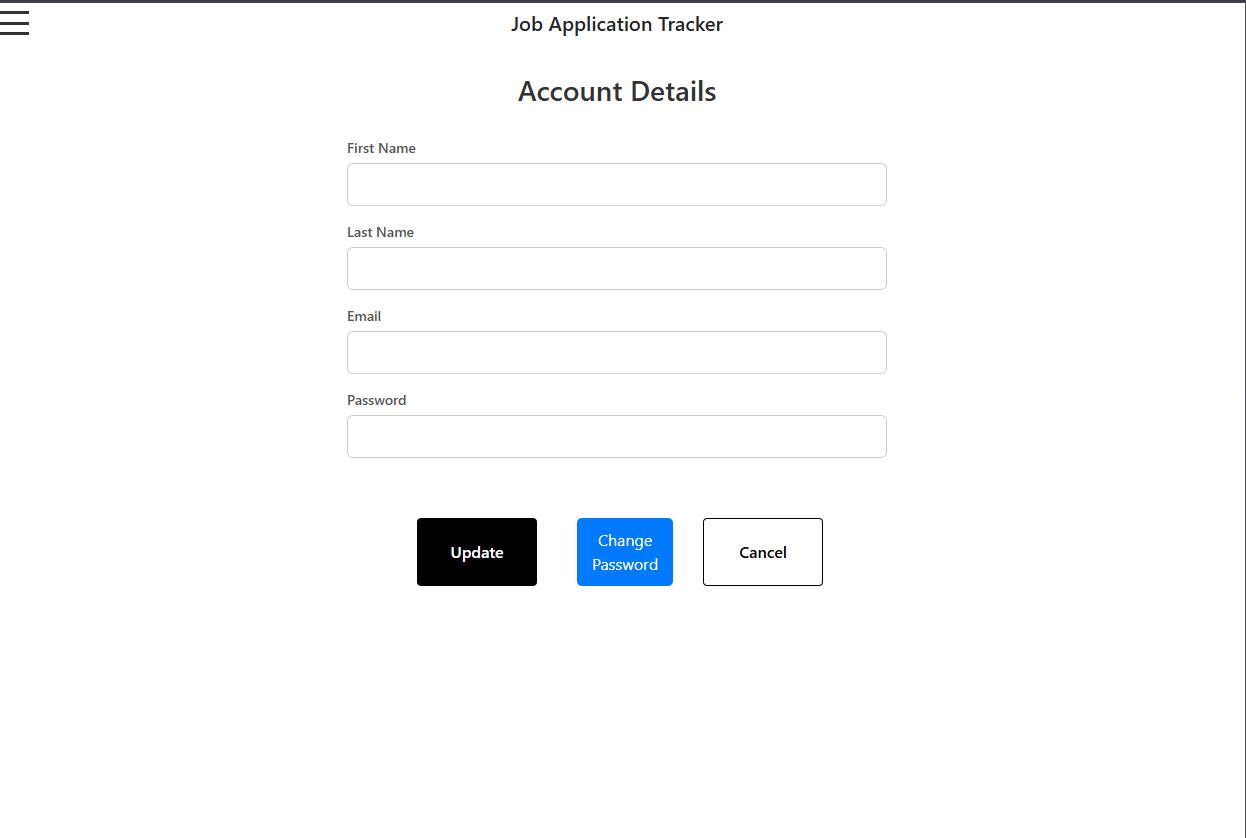 Job Application Tracker
Account Details
First Name
Last Name
Email
Password
Update
Change
Password
Cancel